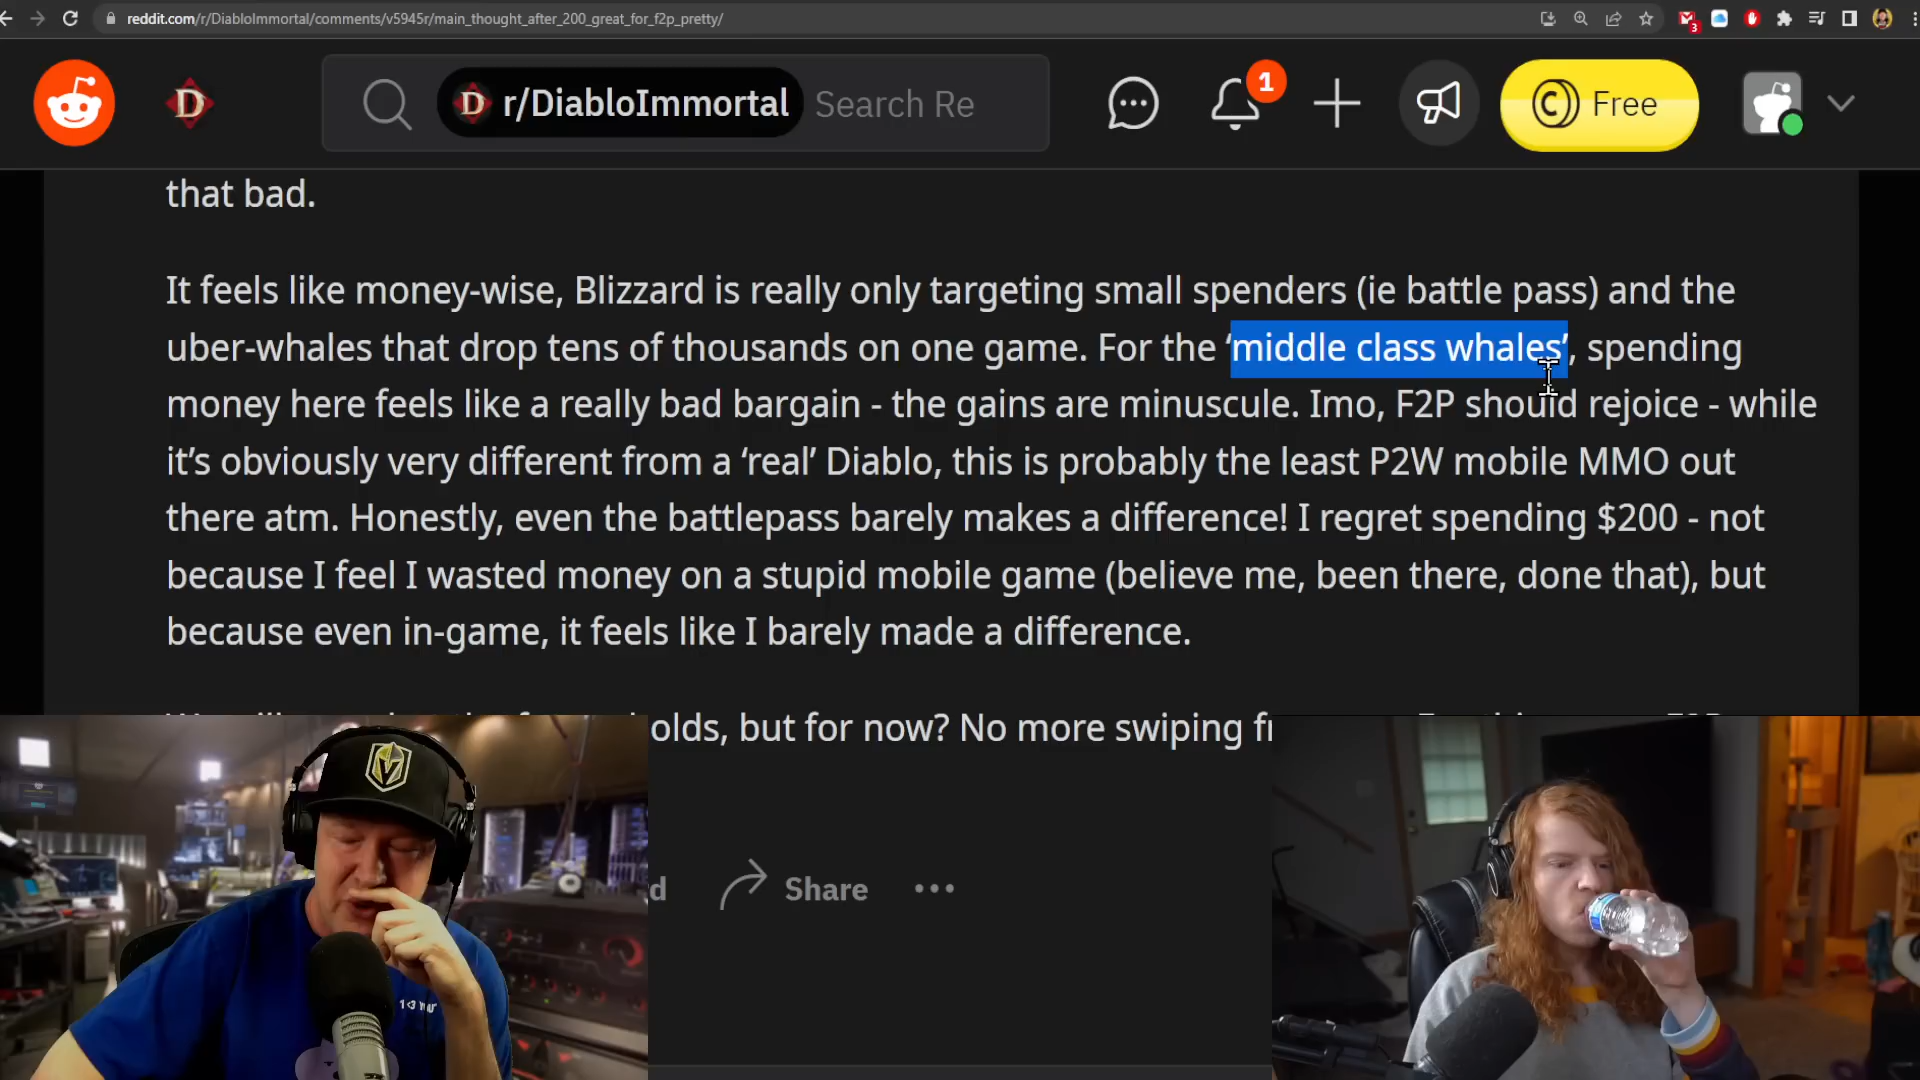 reddit.com/r/DiabloImmortal/comments/v5945r/main_thought_after_200_great_for_f2p_pretty/
3
D
D r/DiabloImmortal Search Re
1
Free
that bad.
It feels like money-wise, Blizzard is really only targeting small spenders (ie battle pass) and the
uber-whales that drop tens of thousands on one game. For the ‘middle class whales’, spending
money here feels like a really bad bargain - the gains are minuscule. Imo, F2P should rejoice - while
it’s obviously very different from a ‘real’ Diablo, this is probably the least P2W mobile MMO out
there atm. Honestly, even the battlepass barely makes a difference! I regret spending $200 - not
because I feel I wasted money on a stupid mobile game (believe me, been there, done that), but
because even in-game, it feels like I barely made a difference.
olds, but for now? No more swiping
Share